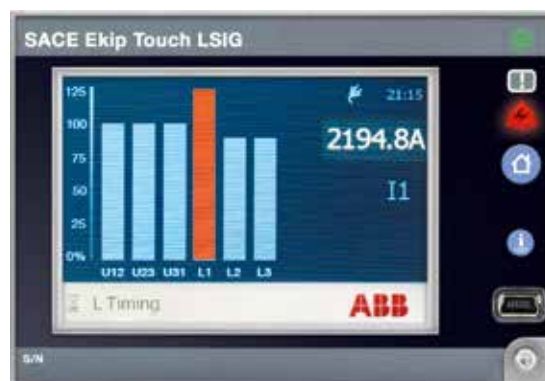 SACE Ekip Touch LSIG
125
21:15
100
2194.8A
75
50
I1
25
0%
U12 U23 U31 L1 L2 L3
L Timing
ABB
S/N